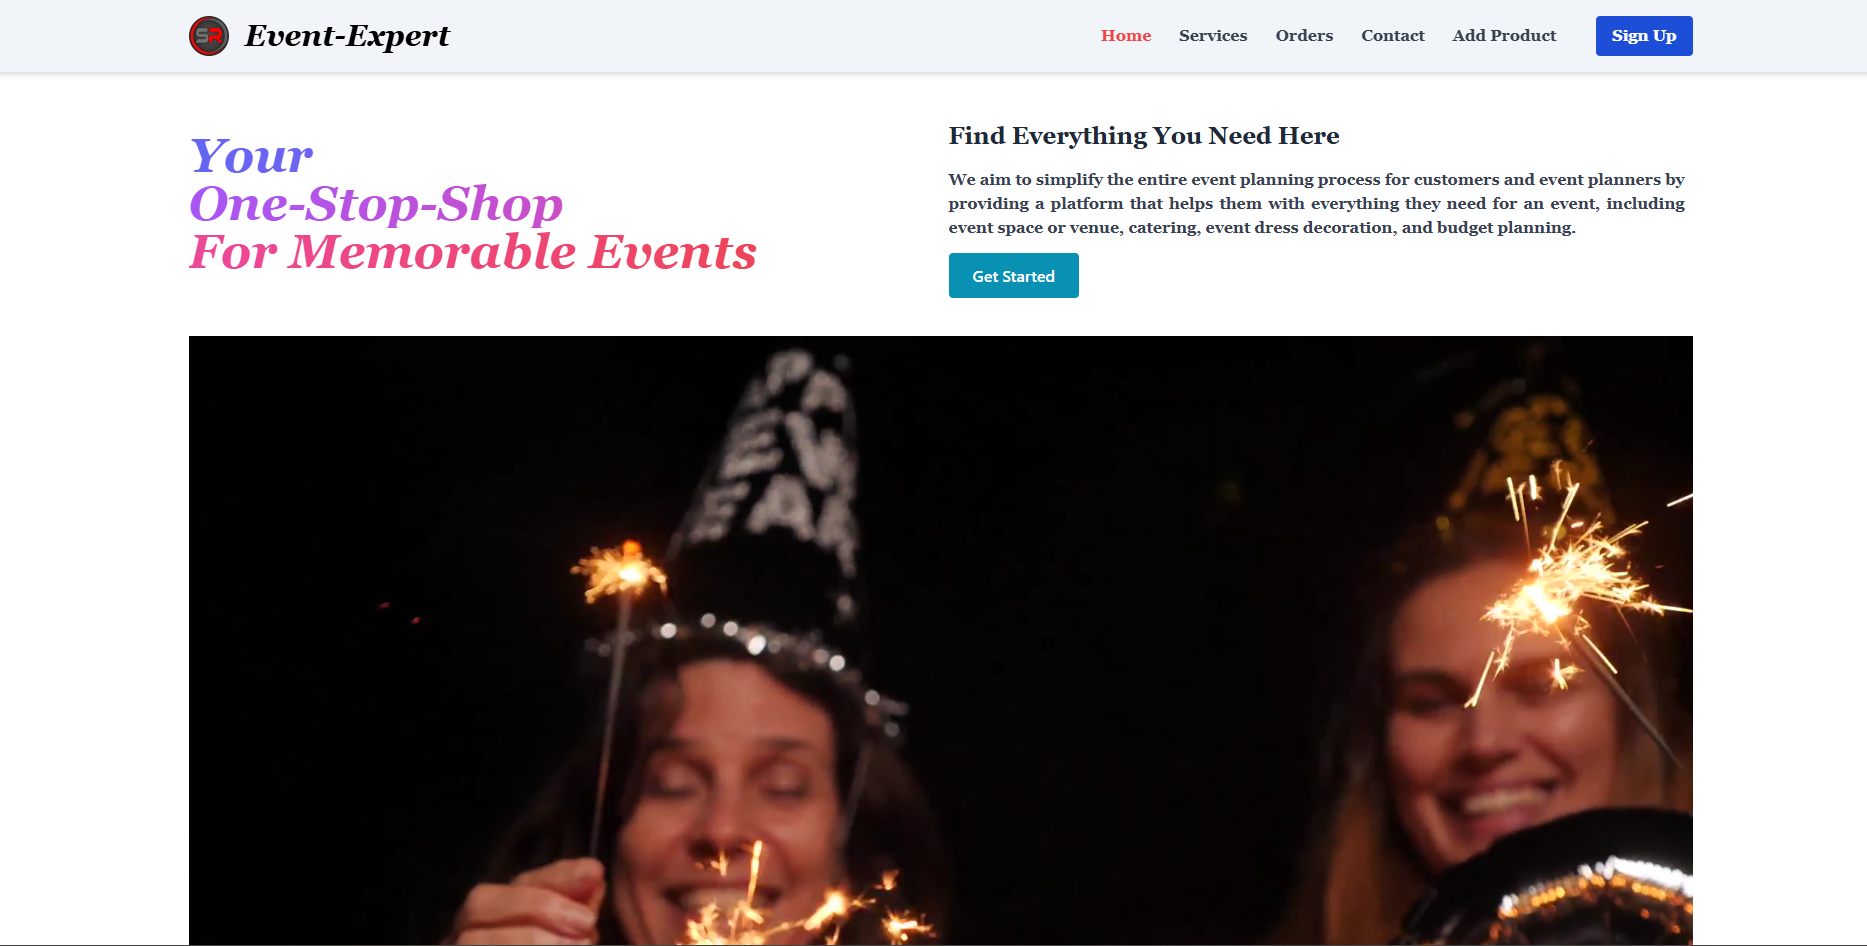 SR Event-Expert
Home Services Orders Contact Add Product Sign Up
Your
One-Stop-Shop
For Memorable Events
Find Everything You Need Here
We aim to simplify the entire event planning process for customers and event planners by
providing a platform that helps them with everything they need for an event, including
event space or venue, catering, event dress decoration, and budget planning.
Get Started